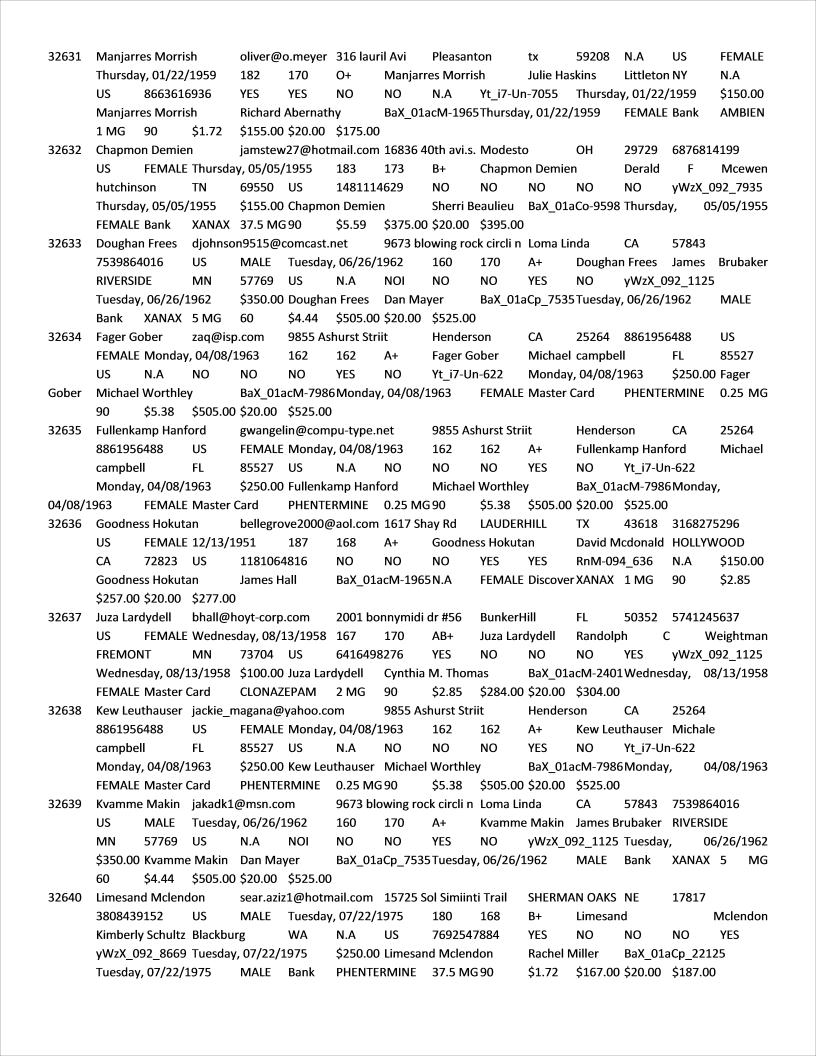 32631 Manjarres Morrish oliver@o.meyer 316 lauril Avi Pleasanton tx 59208 N.A US FEMALE
Thursday, 01/22/1959 182 170 O+ Manjarres Morrish Julie Haskins Littleton NY N.A
US 8663616936 YES YES NO NO N.A Yt_i7-Un-7055 Thursday, 01/22/1959 $150.00
Manjarres Morrish Richard Abernathy BaX_01acM-1965 Thursday, 01/22/1959 FEMALE Bank AMBIEN
1 MG 90 $1.72 $155.00 $20.00 $175.00
32632 Chapmon Demien jamstew27@hotmail.com 16836 40th avi.s. Modesto OH 29729 6876814199
US FEMALE Thursday, 05/05/1955 183 173 B+ Chapmon Demien Derald F Mcewen
hutchinson TN 69550 US 1481114629 NO NO NO NO NO yWzX_092_7935
Thursday, 05/05/1955 $155.00 Chapmon Demien Sherri Beaulieu BaX_01aCo-9598 Thursday, 05/05/1955
FEMALE Bank XANAX 37.5 MG 90 $5.59 $375.00 $20.00 $395.00
32633 Doughan Frees djohnson9515@comcast.net 9673 blowing rock circli n Loma Linda CA 57843
7539864016 US MALE Tuesday, 06/26/1962 160 170 A+ Doughan Frees James Brubaker
RIVERSIDE MN 57769 US N.A NOI NO NO YES NO yWzX_092_1125
Tuesday, 06/26/1962 $350.00 Doughan Frees Dan Mayer BaX_01aCp_7535 Tuesday, 06/26/1962 MALE
Bank XANAX 5 MG 60 $4.44 $505.00 $20.00 $525.00
32634 Fager Gober zaq@isp.com 9855 Ashurst Striit Henderson CA 25264 8861956488 US
FEMALE Monday, 04/08/1963 162 162 A+ Fager Gober Michael campbell FL 85527
US N.A NO NO NO YES NO Yt_i7-Un-622 Monday, 04/08/1963 $250.00 Fager
Gober Michael Worthley BaX_01acM-7986 Monday, 04/08/1963 FEMALE Master Card PHENTERMINE 0.25 MG
90 $5.38 $505.00 $20.00 $525.00
32635 Fullenkamp Hanford gwangelin@compu-type.net 9855 Ashurst Striit Henderson CA 25264
8861956488 US FEMALE Monday, 04/08/1963 162 162 A+ Fullenkamp Hanford Michael
campbell FL 85527 US N.A NO NO NO YES NO Yt_i7-Un-622
Monday, 04/08/1963 $250.00 Fullenkamp Hanford Michael Worthley BaX_01acM-7986 Monday,
04/08/1963 FEMALE Master Card PHENTERMINE 0.25 MG 90 $5.38 $505.00 $20.00 $525.00
32636 Goodness Hokutan bellegrove2000@aol.com 1617 Shay Rd LAUDERHILL TX 43618 3168275296
US FEMALE 12/13/1951 187 168 A+ Goodness Hokutan David Mcdonald HOLLYWOOD
CA 72823 US 1181064816 NO NO NO YES YES RnM-094_636 N.A $150.00
Goodness Hokutan James Hall BaX_01acM-1965 N.A FEMALE Discover XANAX 1 MG 90 $2.85
$257.00 $20.00 $277.00
32637 Juza Lardydell bhall@hoyt-corp.com 2001 bonnymidi dr #56 BunkerHill FL 50352 5741245637
US FEMALE Wednesday, 08/13/1958 167 170 AB+ Juza Lardydell Randolph C Weightman
FREMONT MN 73704 US 6416498276 YES NO NO NO YES yWzX_092_1125
Wednesday, 08/13/1958 $100.00 Juza Lardydell Cynthia M. Thomas BaX_01acM-2401 Wednesday, 08/13/1958
FEMALE Master Card CLONAZEPAM 2 MG 90 $2.85 $284.00 $20.00 $304.00
32638 Kew Leuthauser jackie_magana@yahoo.com 9855 Ashurst Striit Henderson CA 25264
8861956488 US FEMALE Monday, 04/08/1963 162 162 A+ Kew Leuthauser Michale
campbell FL 85527 US N.A NO NO NO YES NO Yt_i7-Un-622
Monday, 04/08/1963 $250.00 Kew Leuthauser Michael Worthley BaX_01acM-7986 Monday, 04/08/1963
FEMALE Master Card PHENTERMINE 0.25 MG 90 $5.38 $505.00 $20.00 $525.00
32639 Kvamme Makin jakadk1@msn.com 9673 blowing rock circli n Loma Linda CA 57843 7539864016
US MALE Tuesday, 06/26/1962 160 170 A+ Kvamme Makin James Brubaker RIVERSIDE
MN 57769 US N.A NOI NO NO YES NO yWzX_092_1125 Tuesday, 06/26/1962
$350.00 Kvamme Makin Dan Mayer BaX_01aCp_7535 Tuesday, 06/26/1962 MALE Bank XANAX 5 MG
60 $4.44 $505.00 $20.00 $525.00
32640 Limesand Mclendon sear.aziz1@hotmail.com 15725 Sol Simiinti Trail SHERMAN OAKS NE 17817
3808439152 US MALE Tuesday, 07/22/1975 180 168 B+ Limesand Mclendon
Kimberly Schultz Blackburg WA N.A US 7692547884 YES NO NO NO YES
yWzX_092_8669 Tuesday, 07/22/1975 $250.00 Limesand Mclendon Rachel Miller BaX_01aCp_22125
Tuesday, 07/22/1975 MALE Bank PHENTERMINE 37.5 MG 90 $1.72 $167.00 $20.00 $187.00